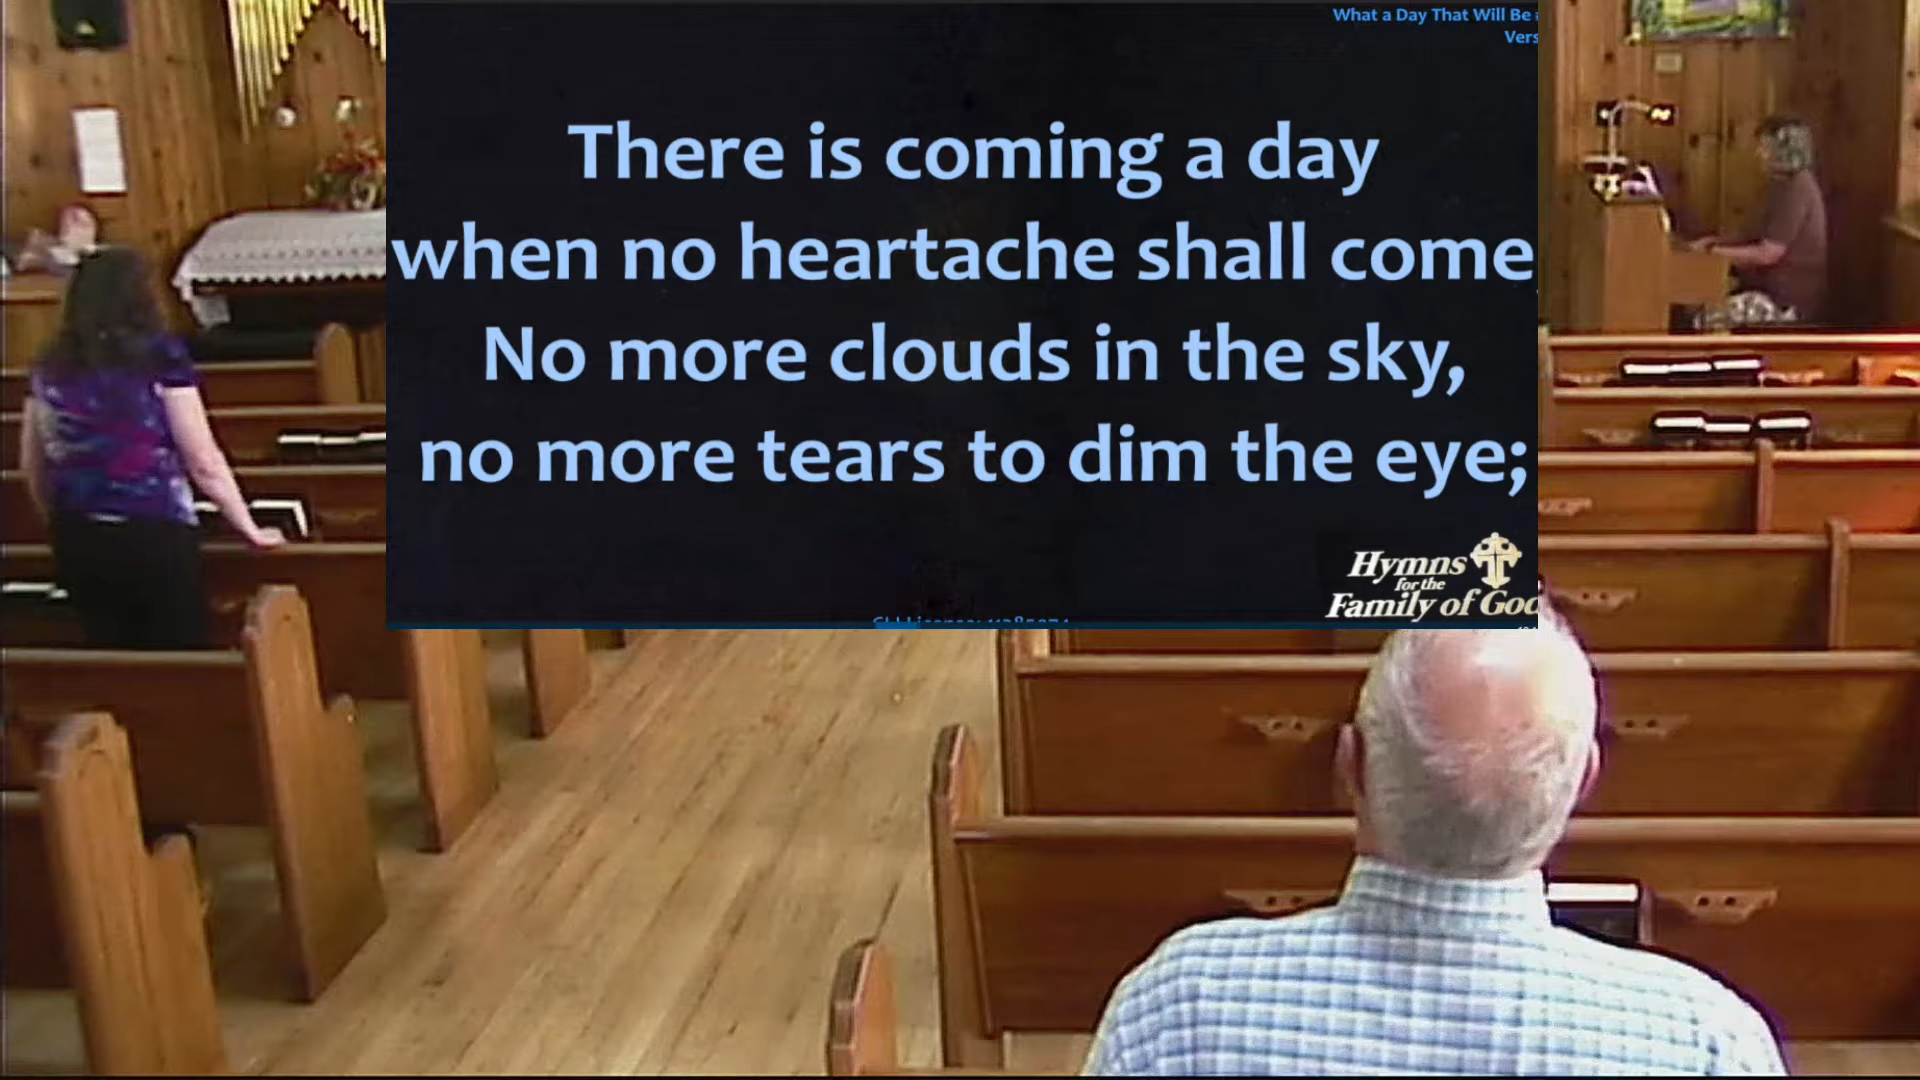 What a Day That Will Be
There is coming a day
when no heartache shall come,
No more clouds in the sky,
no more tears to dim the eye;
Hymns
for the
Family of God